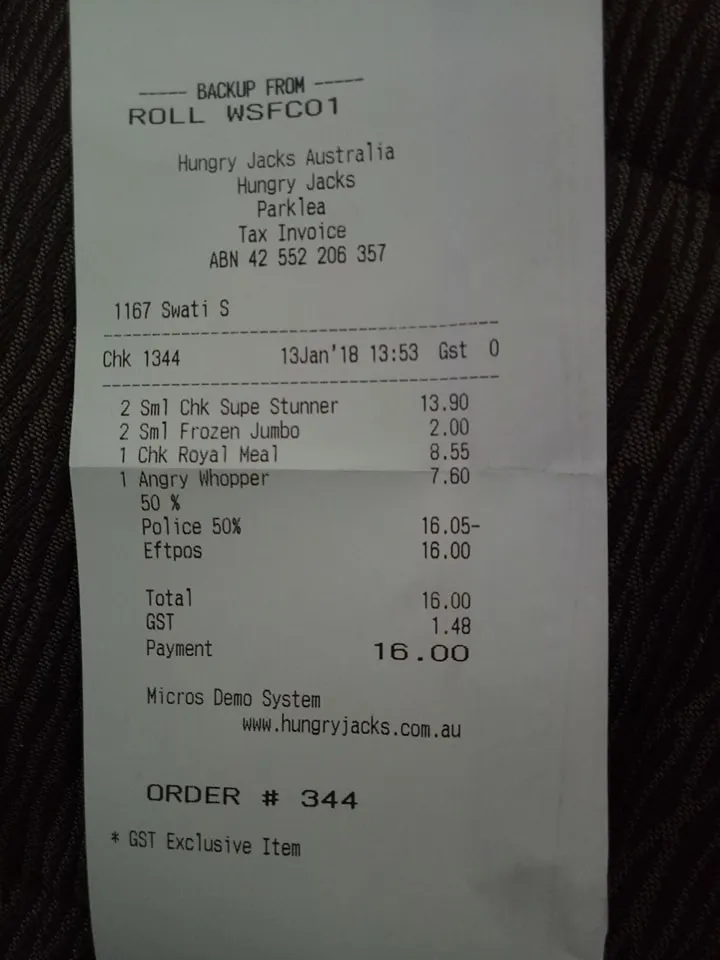 ----- BACKUP FROM -----
ROLL WSFC01
Hungry Jacks Australia
Hungry Jacks
Parklea
Tax Invoice
ABN 42 552 206 357
1167 Swati S
Chk 1344 13Jan'18 13:53 Gst 0
2 Sml Chk Supe Stunner 13.90
2 Sml Frozen Jumbo 2.00
1 Chk Royal Meal 8.55
1 Angry Whopper 7.60
50 %
Police 50% 16.05-
Eftpos 16.00
Total 16.00
GST 1.48
Payment 16.00
Micros Demo System
www.hungryjacks.com.au
ORDER # 344
* GST Exclusive Item